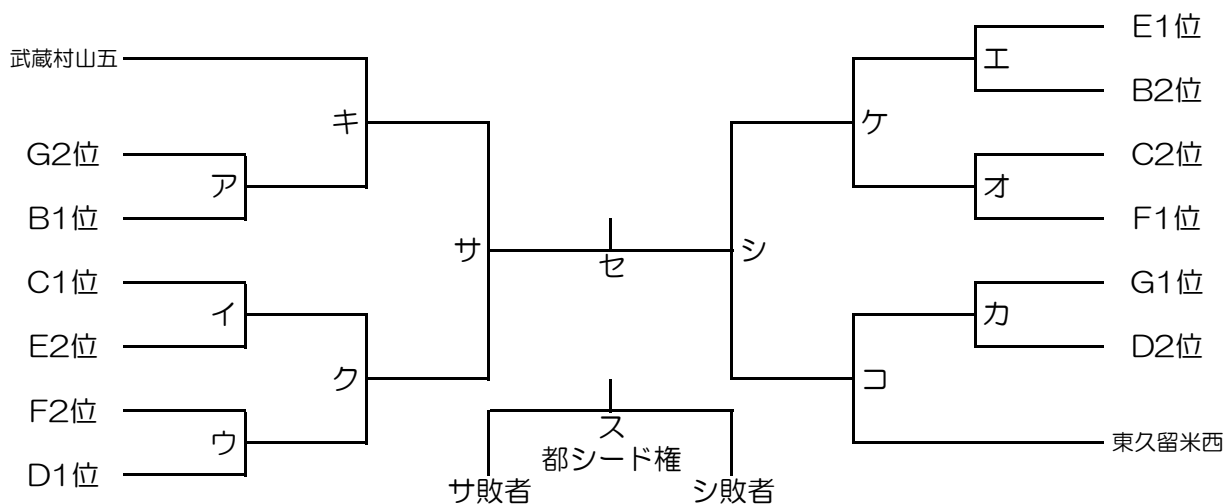 武蔵村山五
G2位
B1位
C1位
E2位
F2位
D1位
ア
イ
ウ
キ
ク
サ
セ
ス
都シード権
サ敗者
シ敗者
シ
ケ
コ
エ
オ
カ
E1位
B2位
C2位
F1位
G1位
D2位
東久留米西